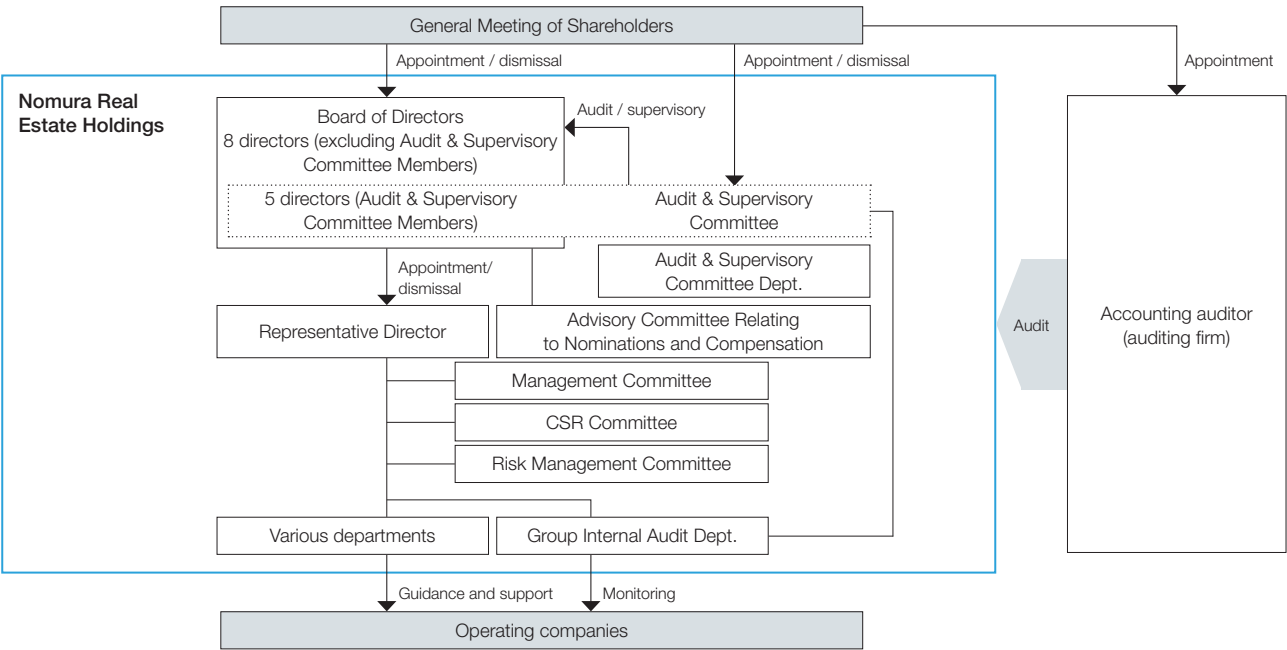 General Meeting of Shareholders
Appointment / dismissal
Appointment / dismissal
Appointment
Nomura Real
Estate Holdings
Board of Directors
8 directors (excluding Audit & Supervisory
Committee Members)
Audit / supervisory
5 directors (Audit & Supervisory
Committee Members)
Audit & Supervisory
Committee
Audit & Supervisory
Committee Dept.
Appointment/
dismissal
Representative Director
Advisory Committee Relating
to Nominations and Compensation
Audit
Accounting auditor
(auditing firm)
Management Committee
CSR Committee
Risk Management Committee
Various departments
Group Internal Audit Dept.
Guidance and support
Monitoring
Operating companies